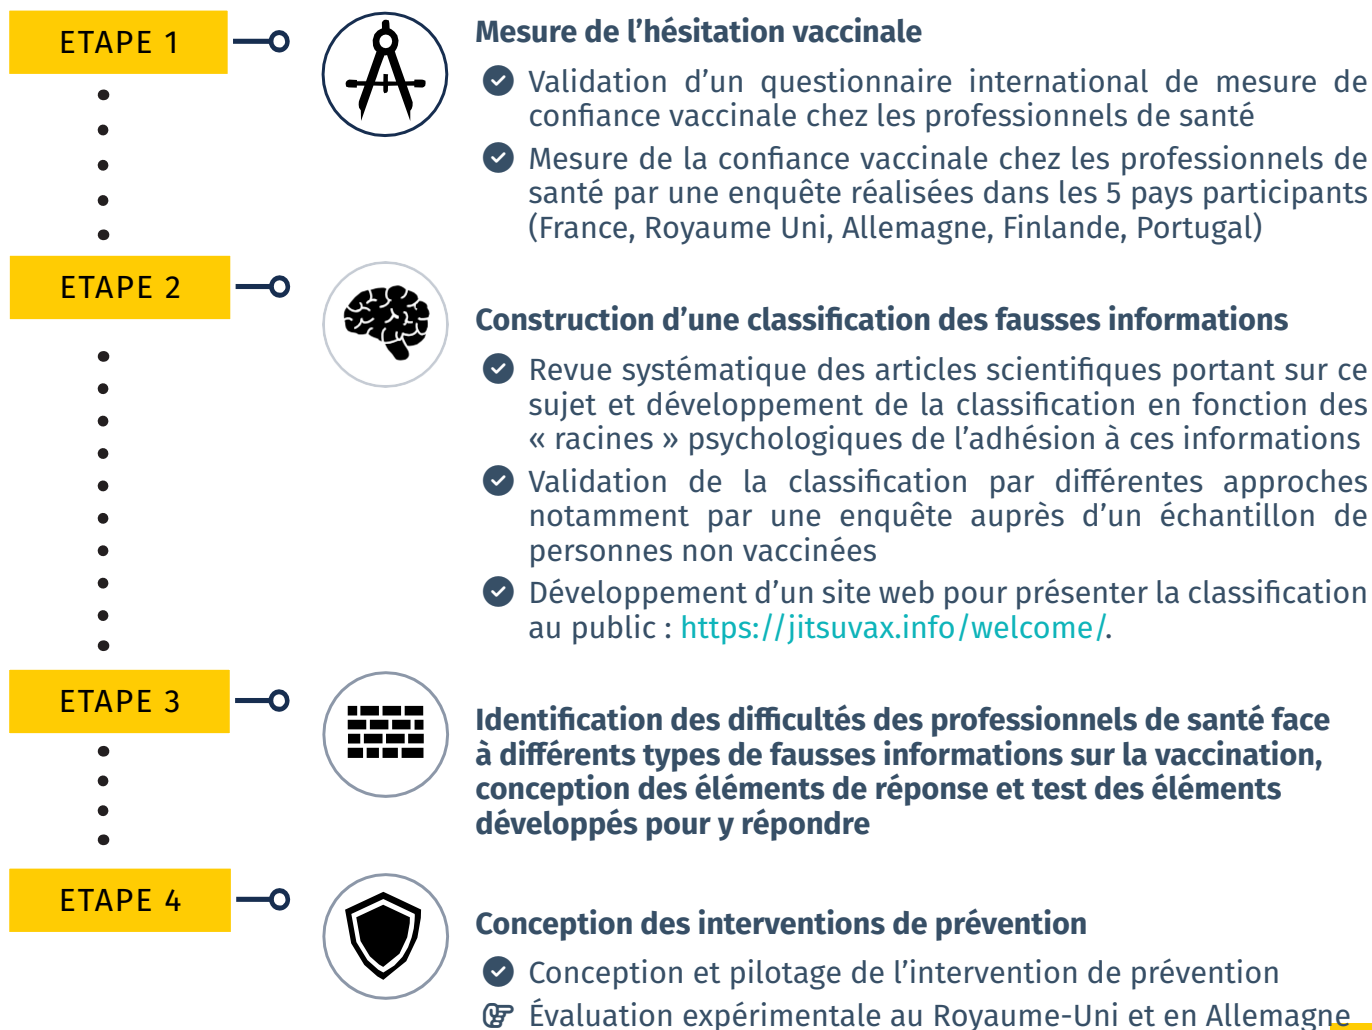 ETAPE 1
Mesure de l’hésitation vaccinale
Validation d’un questionnaire international de mesure de
confiance vaccinale chez les professionnels de santé
Mesure de la confiance vaccinale chez les professionnels de
santé par une enquête réalisées dans les 5 pays participants
(France, Royaume Uni, Allemagne, Finlande, Portugal)
ETAPE 2
Construction d’une classification des fausses informations
Revue systématique des articles scientifiques portant sur ce
sujet et développement de la classification en fonction des
« racines » psychologiques de l’adhésion à ces informations
Validation de la classification par différentes approches
notamment par une enquête auprès d’un échantillon de
personnes non vaccinées
Développement d’un site web pour présenter la classification
au public : https://jitsuvax.info/welcome/.
ETAPE 3
Identification des difficultés des professionnels de santé face
à différents types de fausses informations sur la vaccination,
conception des éléments de réponse et test des éléments
développés pour y répondre
ETAPE 4
Conception des interventions de prévention
Conception et pilotage de l’intervention de prévention
Évaluation expérimentale au Royaume-Uni et en Allemagne